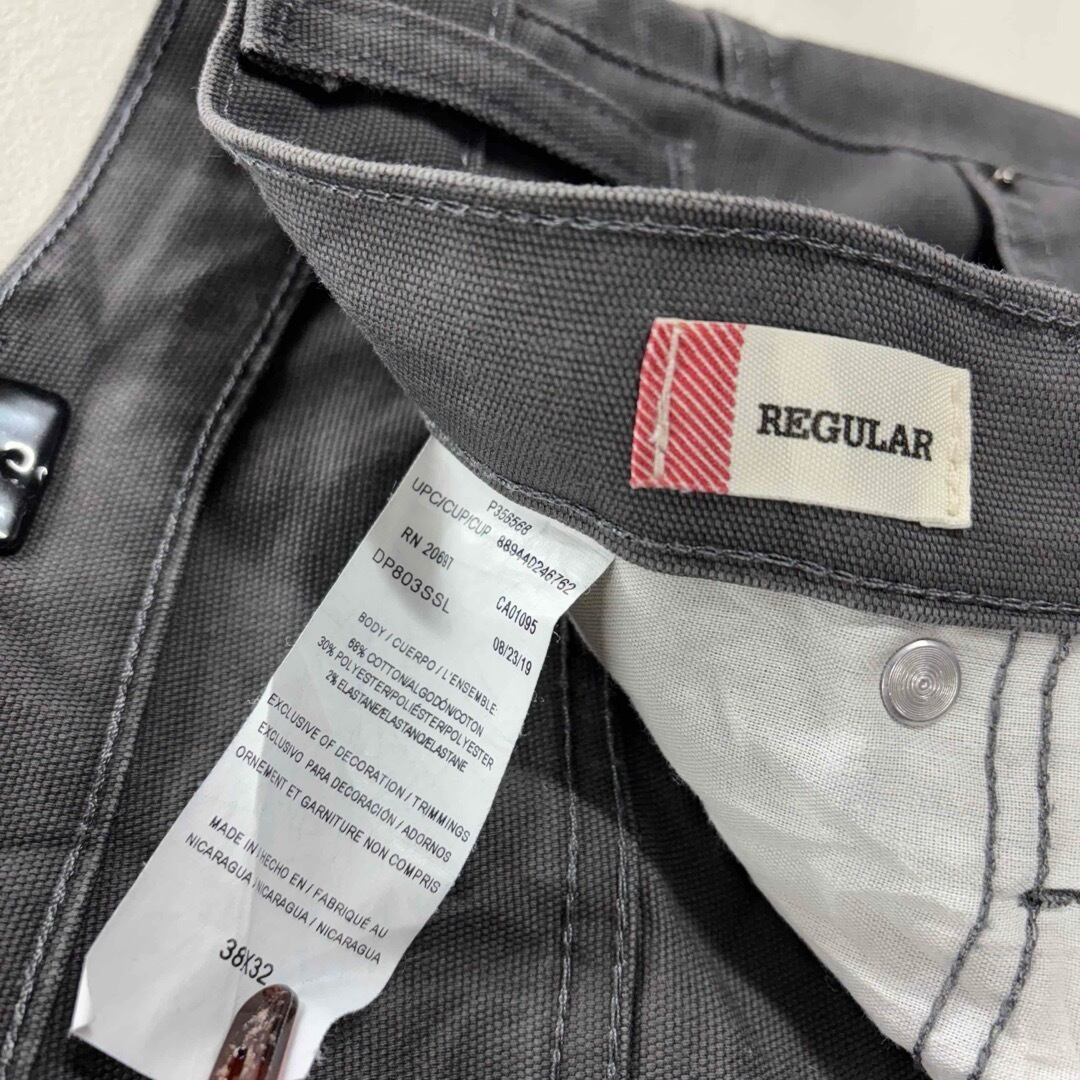 REGULAR
P356568
UPC/CUP/CUP 889440246762
RN 20697 CA01095
DP803SSL 08/23/19
BODY / CUERPO / L'ENSEMBLE:
68% COTTON/ALGODÓN/COTON
30% POLYESTER/POLIÉSTER/POLYESTER
2% ELASTANE/ELASTANO/ELASTANE
EXCLUSIVE OF DECORATION / TRIMMINGS
EXCLUSIVO PARA DECORACIÓN / ADORNOS
ORNEMENT ET GARNITURE NON COMPRIS
MADE IN / HECHO EN / FABRIQUÉ AU
NICARAGUA / NICARAGUA / NICARAGUA
38X32